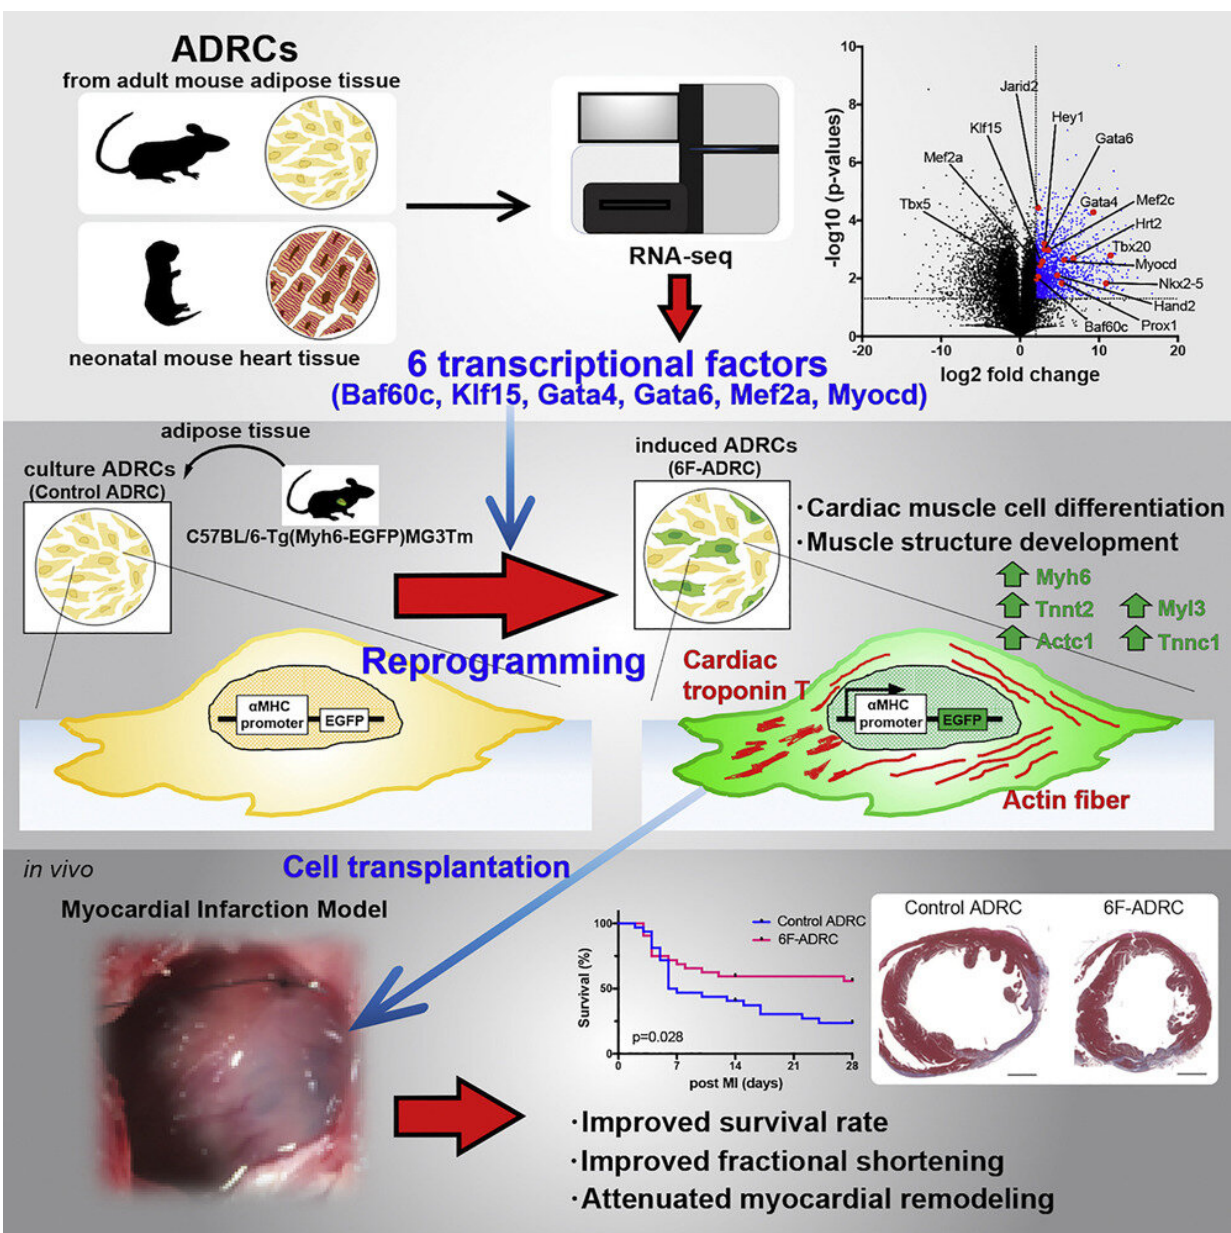 ADRCs
from adult mouse adipose tissue
neonatal mouse heart tissue
RNA-seq
-log10 (p-values)
10
8
6
4
2
0
-20
-10
0
10
20
log2 fold change
Jarid2
Hey1
Klf15
Gata6
Mef2a
Tbx5
Gata4
Mef2c
Hrt2
Tbx20
Myocd
Nkx2-5
Hand2
Baf60c
Prox1
6 transcriptional factors
(Baf60c, Klf15, Gata4, Gata6, Mef2a, Myocd)
adipose tissue
culture ADRCs
(Control ADRC)
C57BL/6-Tg(Myh6-EGFP)MG3Tm
induced ADRCs
(6F-ADRC)
·Cardiac muscle cell differentiation
·Muscle structure development
Myh6
Tnnt2
Myl3
Actc1
Tnnc1
Reprogramming
αMHC
promoter
EGFP
Cardiac
troponin T
αMHC
promoter
EGFP
Actin fiber
in vivo
Cell transplantation
Myocardial Infarction Model
Survival (%)
100
50
0
0
7
14
21
28
post MI (days)
p=0.028
Control ADRC
6F-ADRC
Control ADRC
6F-ADRC
·Improved survival rate
·Improved fractional shortening
·Attenuated myocardial remodeling